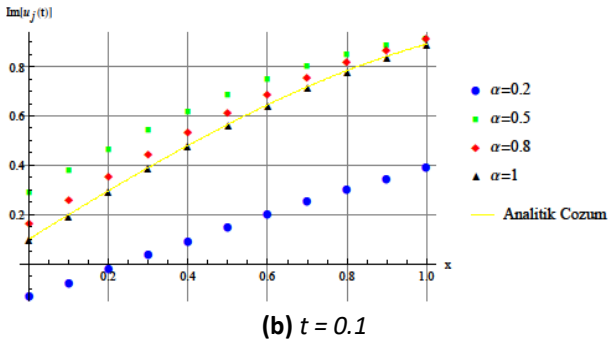 Im[u_j(t)]
0.8
0.6
0.4
0.2
0.2
0.4
0.6
0.8
1.0
x
α=0.2
α=0.5
α=0.8
α=1
Analitik Cozum
(b) t = 0.1